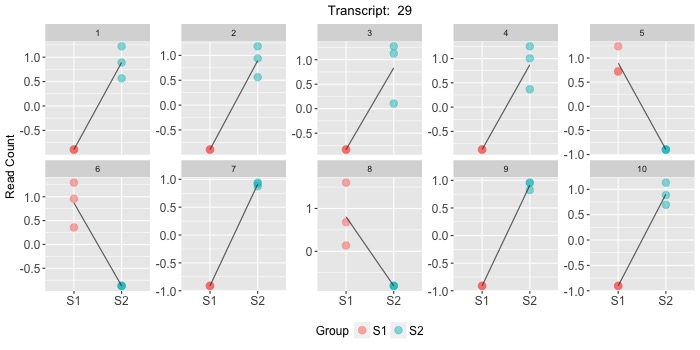 Transcript: 29
1 2 3 4 5
1.0 1.0 1.0 1.0 1.0
0.5 0.5 0.5 0.5 0.5
0.0 0.0 0.0 0.0 0.0
-0.5 -0.5 -0.5 -0.5 -0.5
-1.0
Read Count
6 7 8 9 10
1.0 1.0 1 1.0 1.0
0.5 0.5 0.5 0.5
0.0 0.0 0 0.0 0.0
-0.5 -0.5 -0.5 -0.5
-1.0 -1.0 -1.0
S1 S2 S1 S2 S1 S2 S1 S2 S1 S2
Group S1 S2